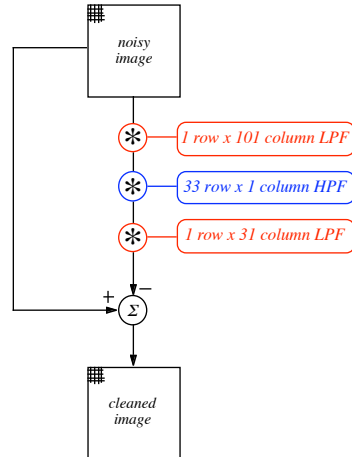 noisy
image
* 1 row x 101 column LPF
* 33 row x 1 column HPF
* 1 row x 31 column LPF
−
+
Σ
cleaned
image